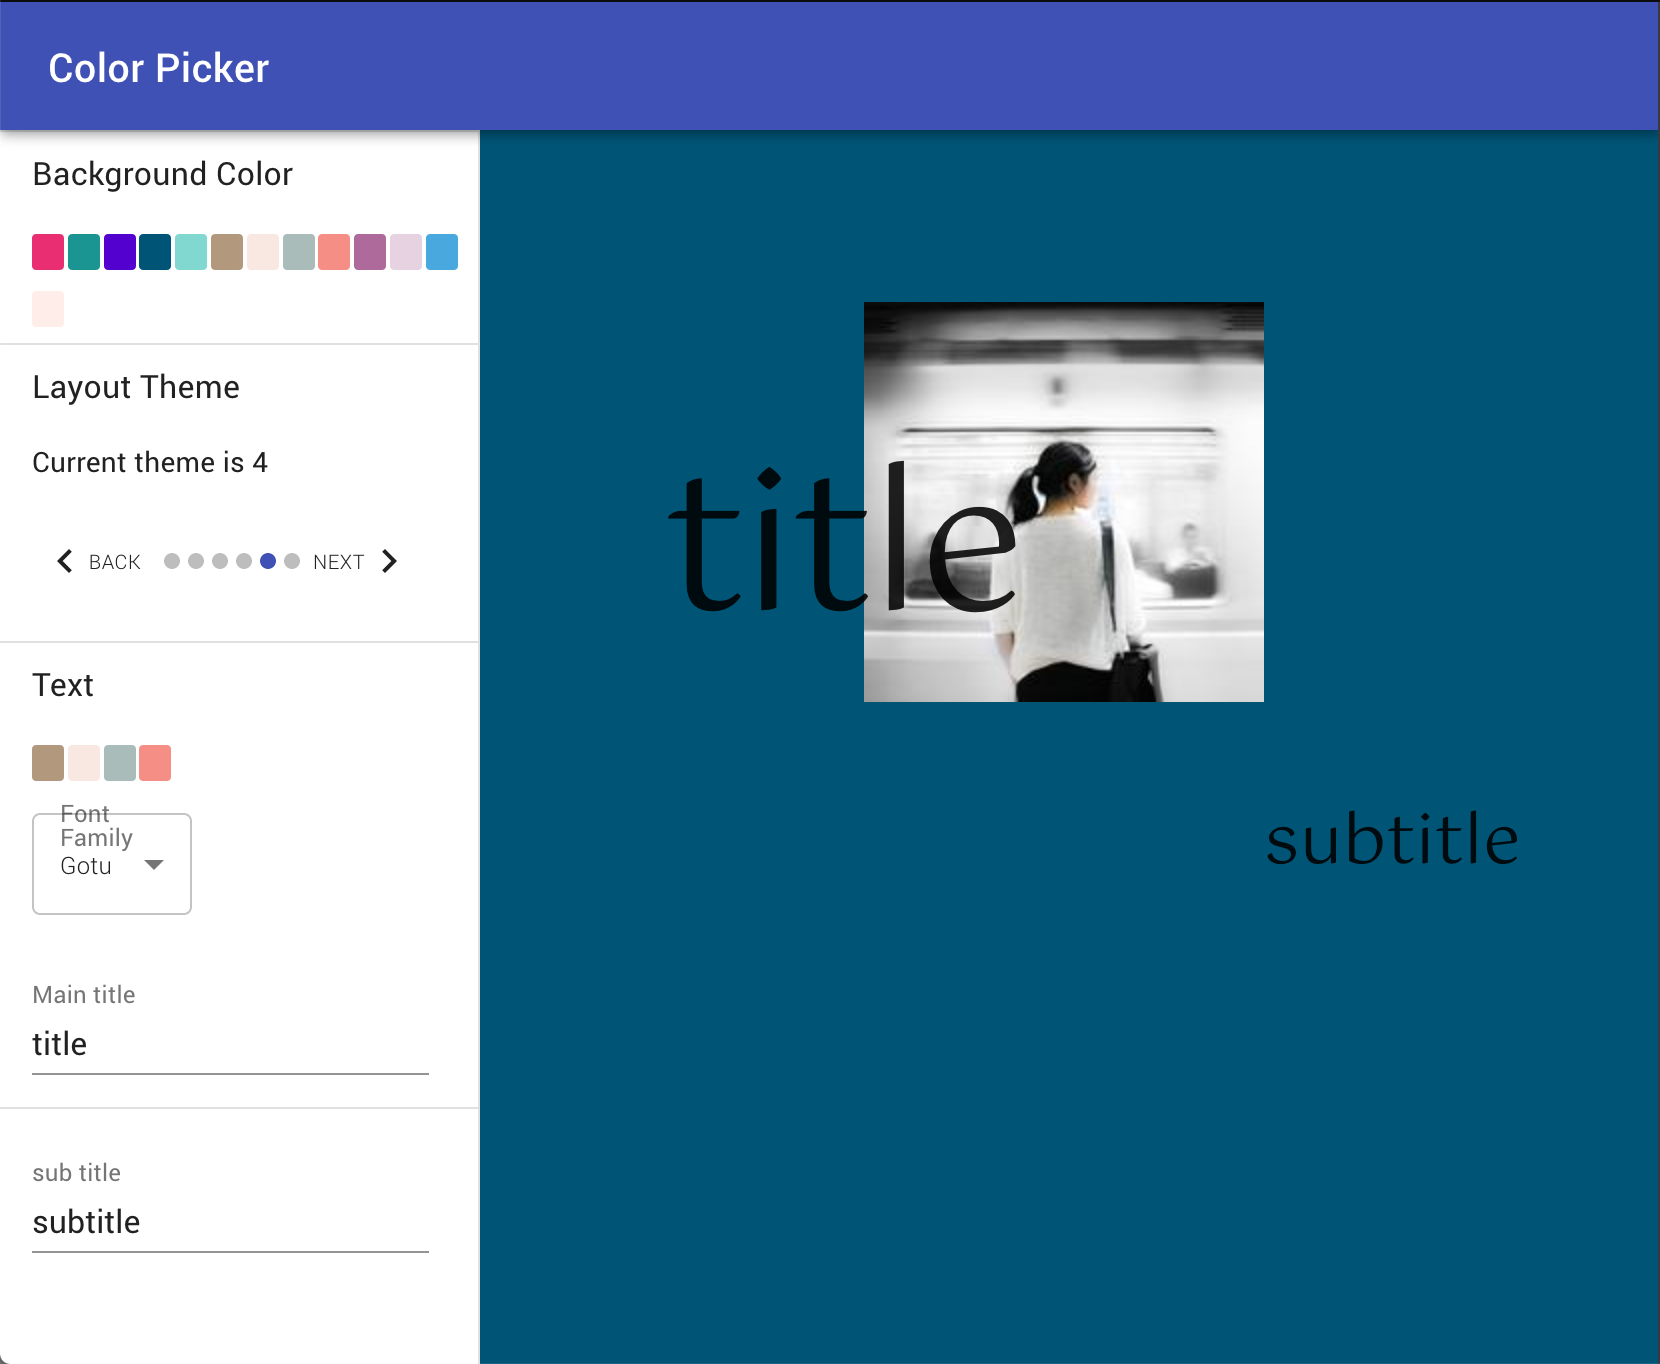 Color Picker
Background Color
Layout Theme
Current theme is 4
BACK
NEXT
Text
Font
Family
Gotu
Main title
title
sub title
subtitle
title
subtitle